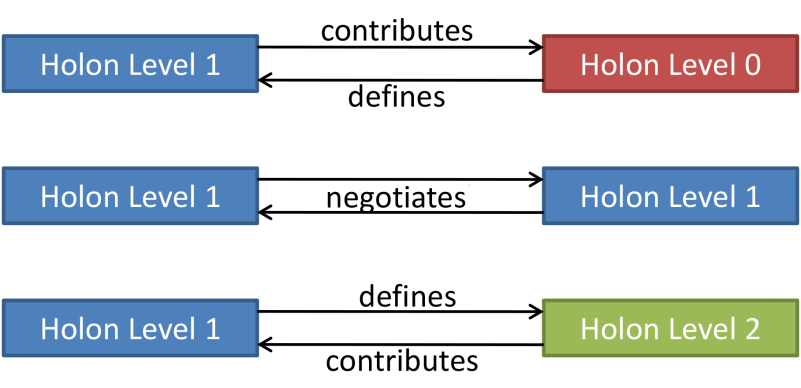 contributes
Holon Level 1
Holon Level 0
defines
Holon Level 1
negotiates
Holon Level 1
defines
Holon Level 1
Holon Level 2
contributes